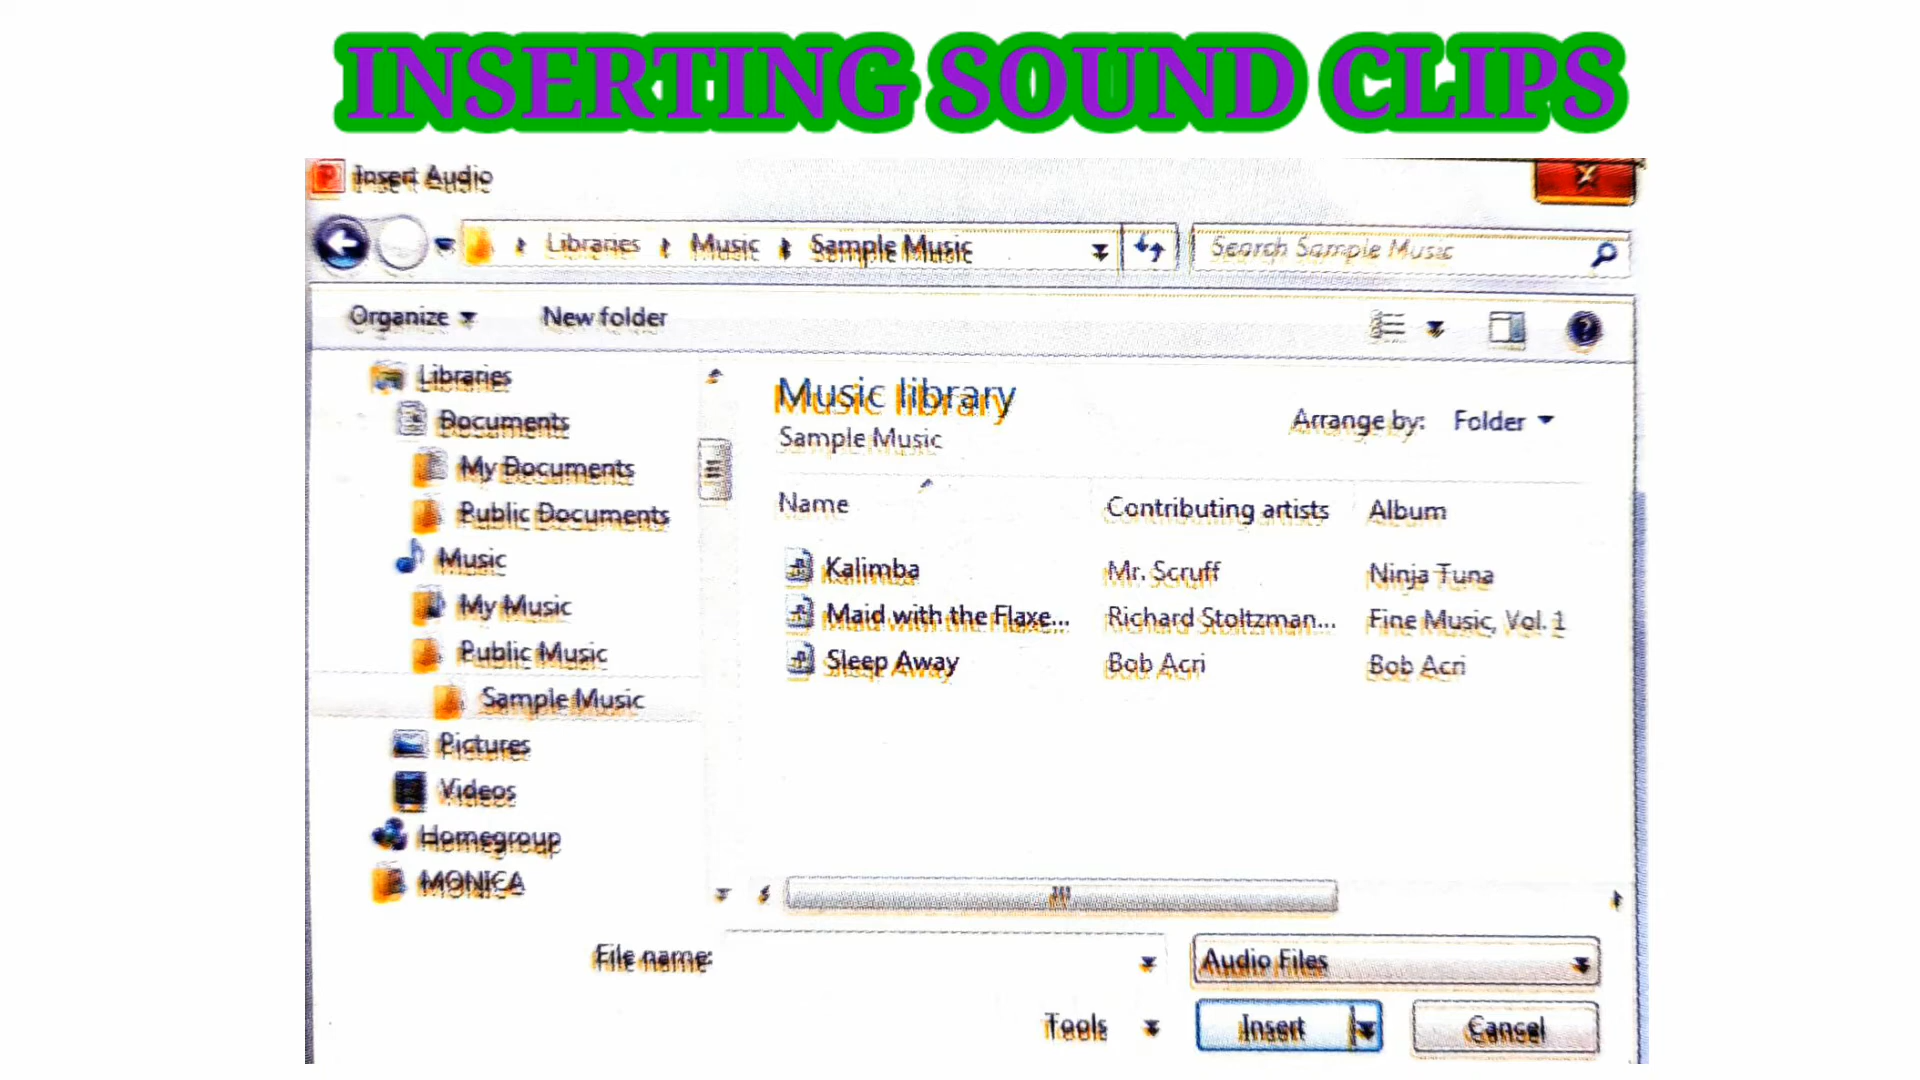 INSERTING SOUND CLIPS
Insert Audio
Libraries Music Sample Music
Search Sample Music
Organize New folder
Libraries
Documents
My Documents
Public Documents
Music
My Music
Public Music
Sample Music
Pictures
Videos
Homegroup
MONICA
Music library
Sample Music
Arrange by: Folder
Name Contributing artists Album
Kalimba Mr. Scruff Ninja Tuna
Maid with the Flaxe... Richard Stoltzman... Fine Music, Vol. 1
Sleep Away Bob Acri Bob Acri
File name:
Audio Files
Tools Insert Cancel